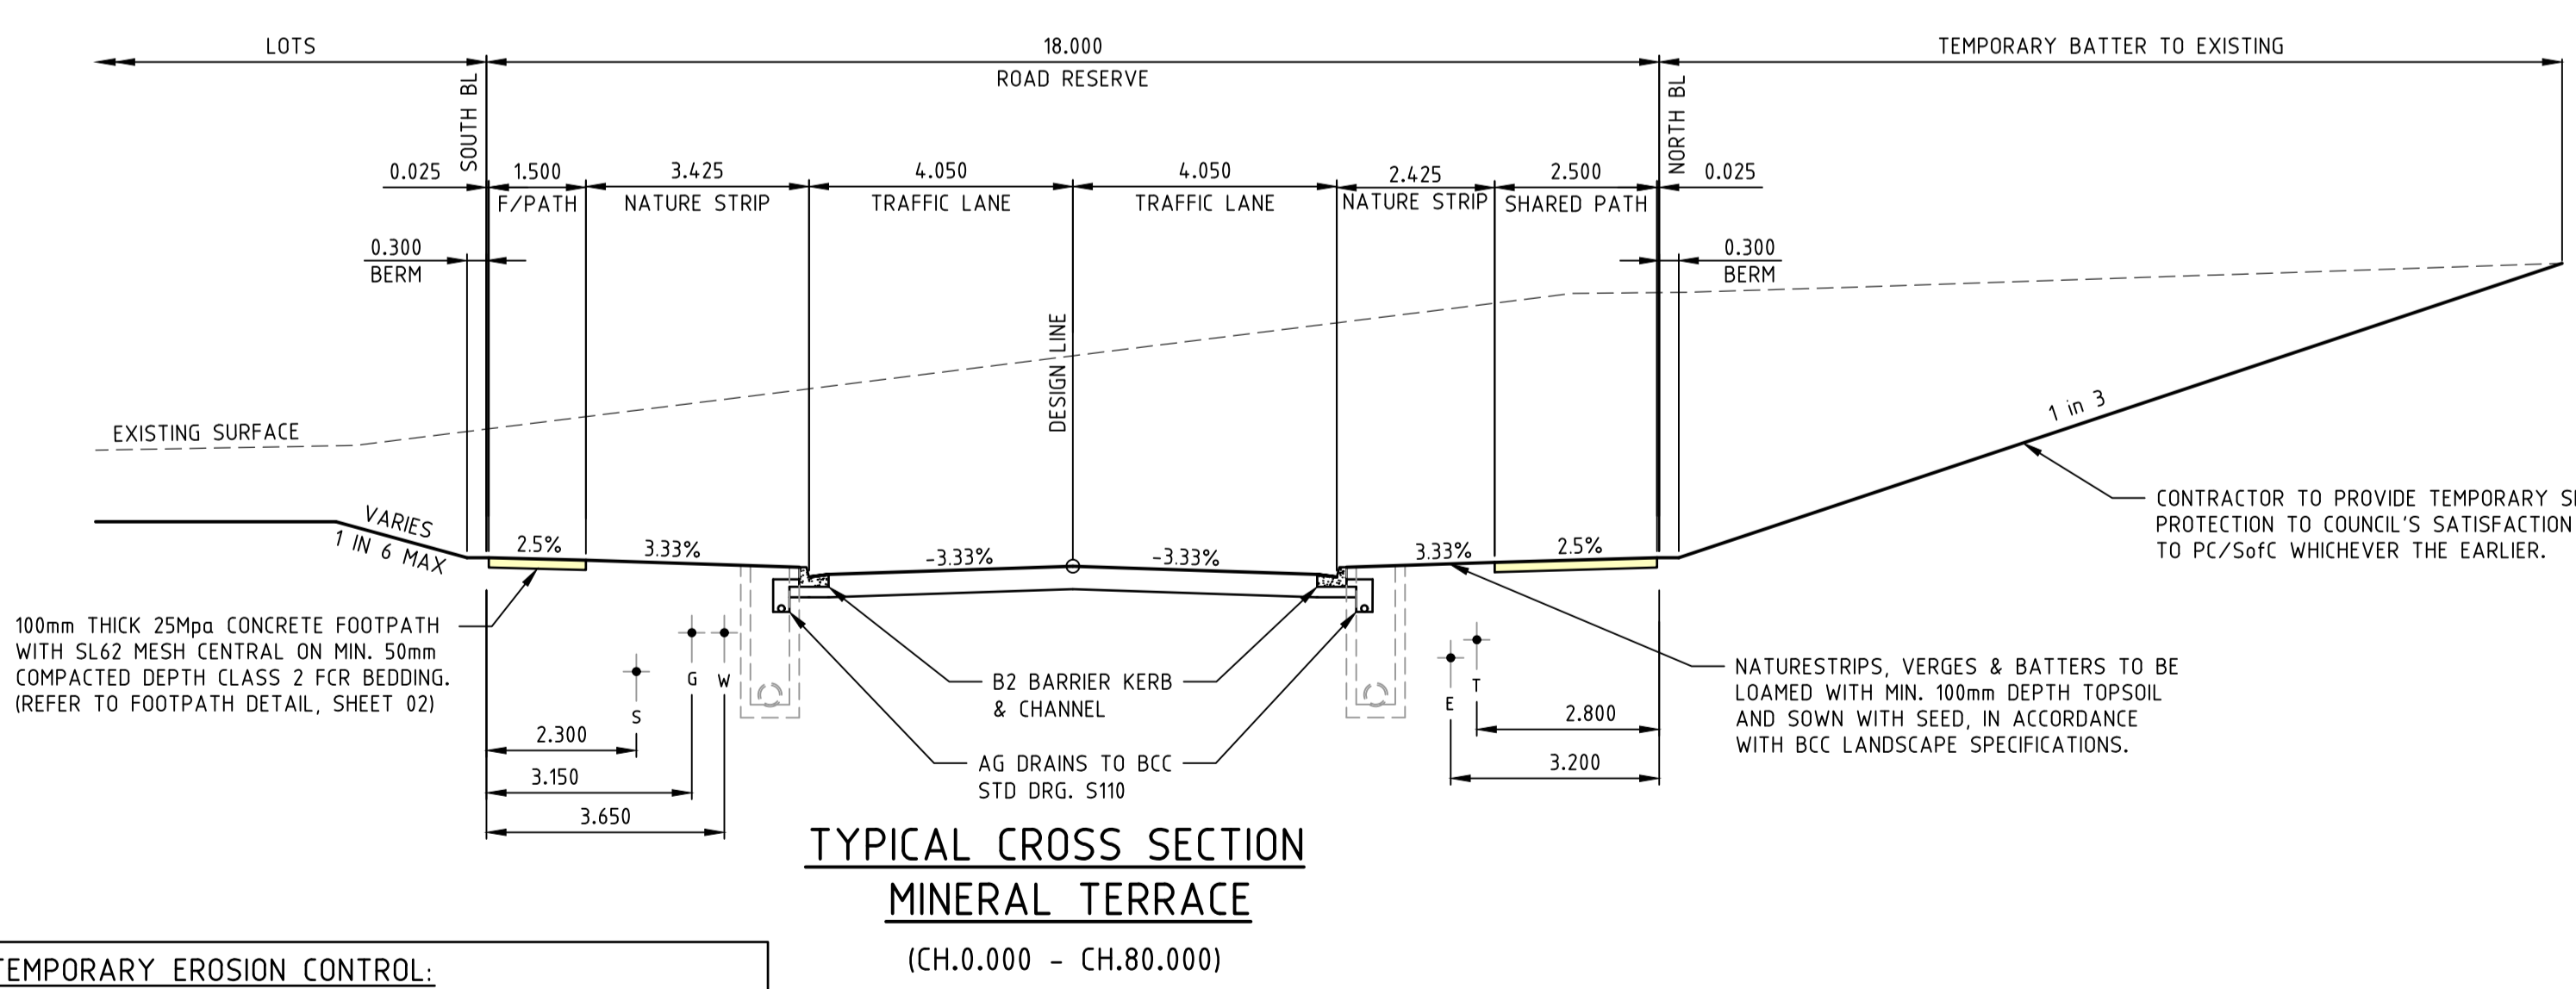 LOTS
18.000
ROAD RESERVE
TEMPORARY BATTER TO EXISTING
SOUTH BL
NORTH BL
0.025
1.500
F/PATH
3.425
NATURE STRIP
4.050
TRAFFIC LANE
4.050
TRAFFIC LANE
2.425
NATURE STRIP
2.500
SHARED PATH
0.025
0.300
BERM
0.300
BERM
DESIGN LINE
EXISTING SURFACE
1 in 3
VARIES
1 IN 6 MAX
2.5%
3.33%
-3.33%
-3.33%
3.33%
2.5%
CONTRACTOR TO PROVIDE TEMPORARY
PROTECTION TO COUNCIL'S SATISFACTION
TO PC/SofC WHICHEVER THE EARLIER.
100mm THICK 25Mpa CONCRETE FOOTPATH
WITH SL62 MESH CENTRAL ON MIN. 50mm
COMPACTED DEPTH CLASS 2 FCR BEDDING.
(REFER TO FOOTPATH DETAIL, SHEET 02)
S
G
W
E
T
2.300
3.150
3.650
2.800
3.200
B2 BARRIER KERB
& CHANNEL
AG DRAINS TO BCC
STD DRG. S110
NATURESTRIPS, VERGES & BATTERS TO BE
LOAMED WITH MIN. 100mm DEPTH TOPSOIL
AND SOWN WITH SEED, IN ACCORDANCE
WITH BCC LANDSCAPE SPECIFICATIONS.
TYPICAL CROSS SECTION
MINERAL TERRACE
(CH.0.000 - CH.80.000)
TEMPORARY EROSION CONTROL: